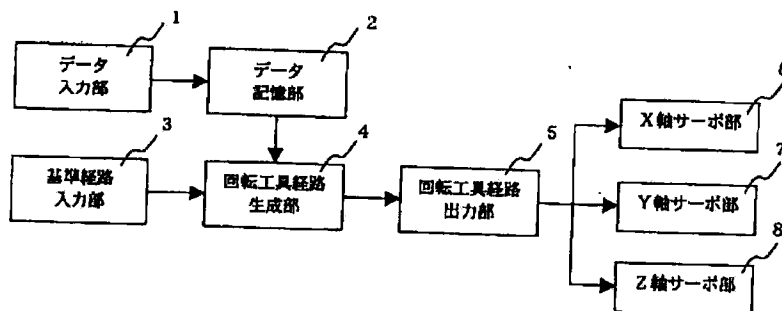 1
データ
入力部
2
データ
記憶部
3
基準経路
入力部
4
回転工具経路
生成部
5
回転工具経路
出力部
6
X軸サーボ部
7
Y軸サーボ部
8
Z軸サーボ部